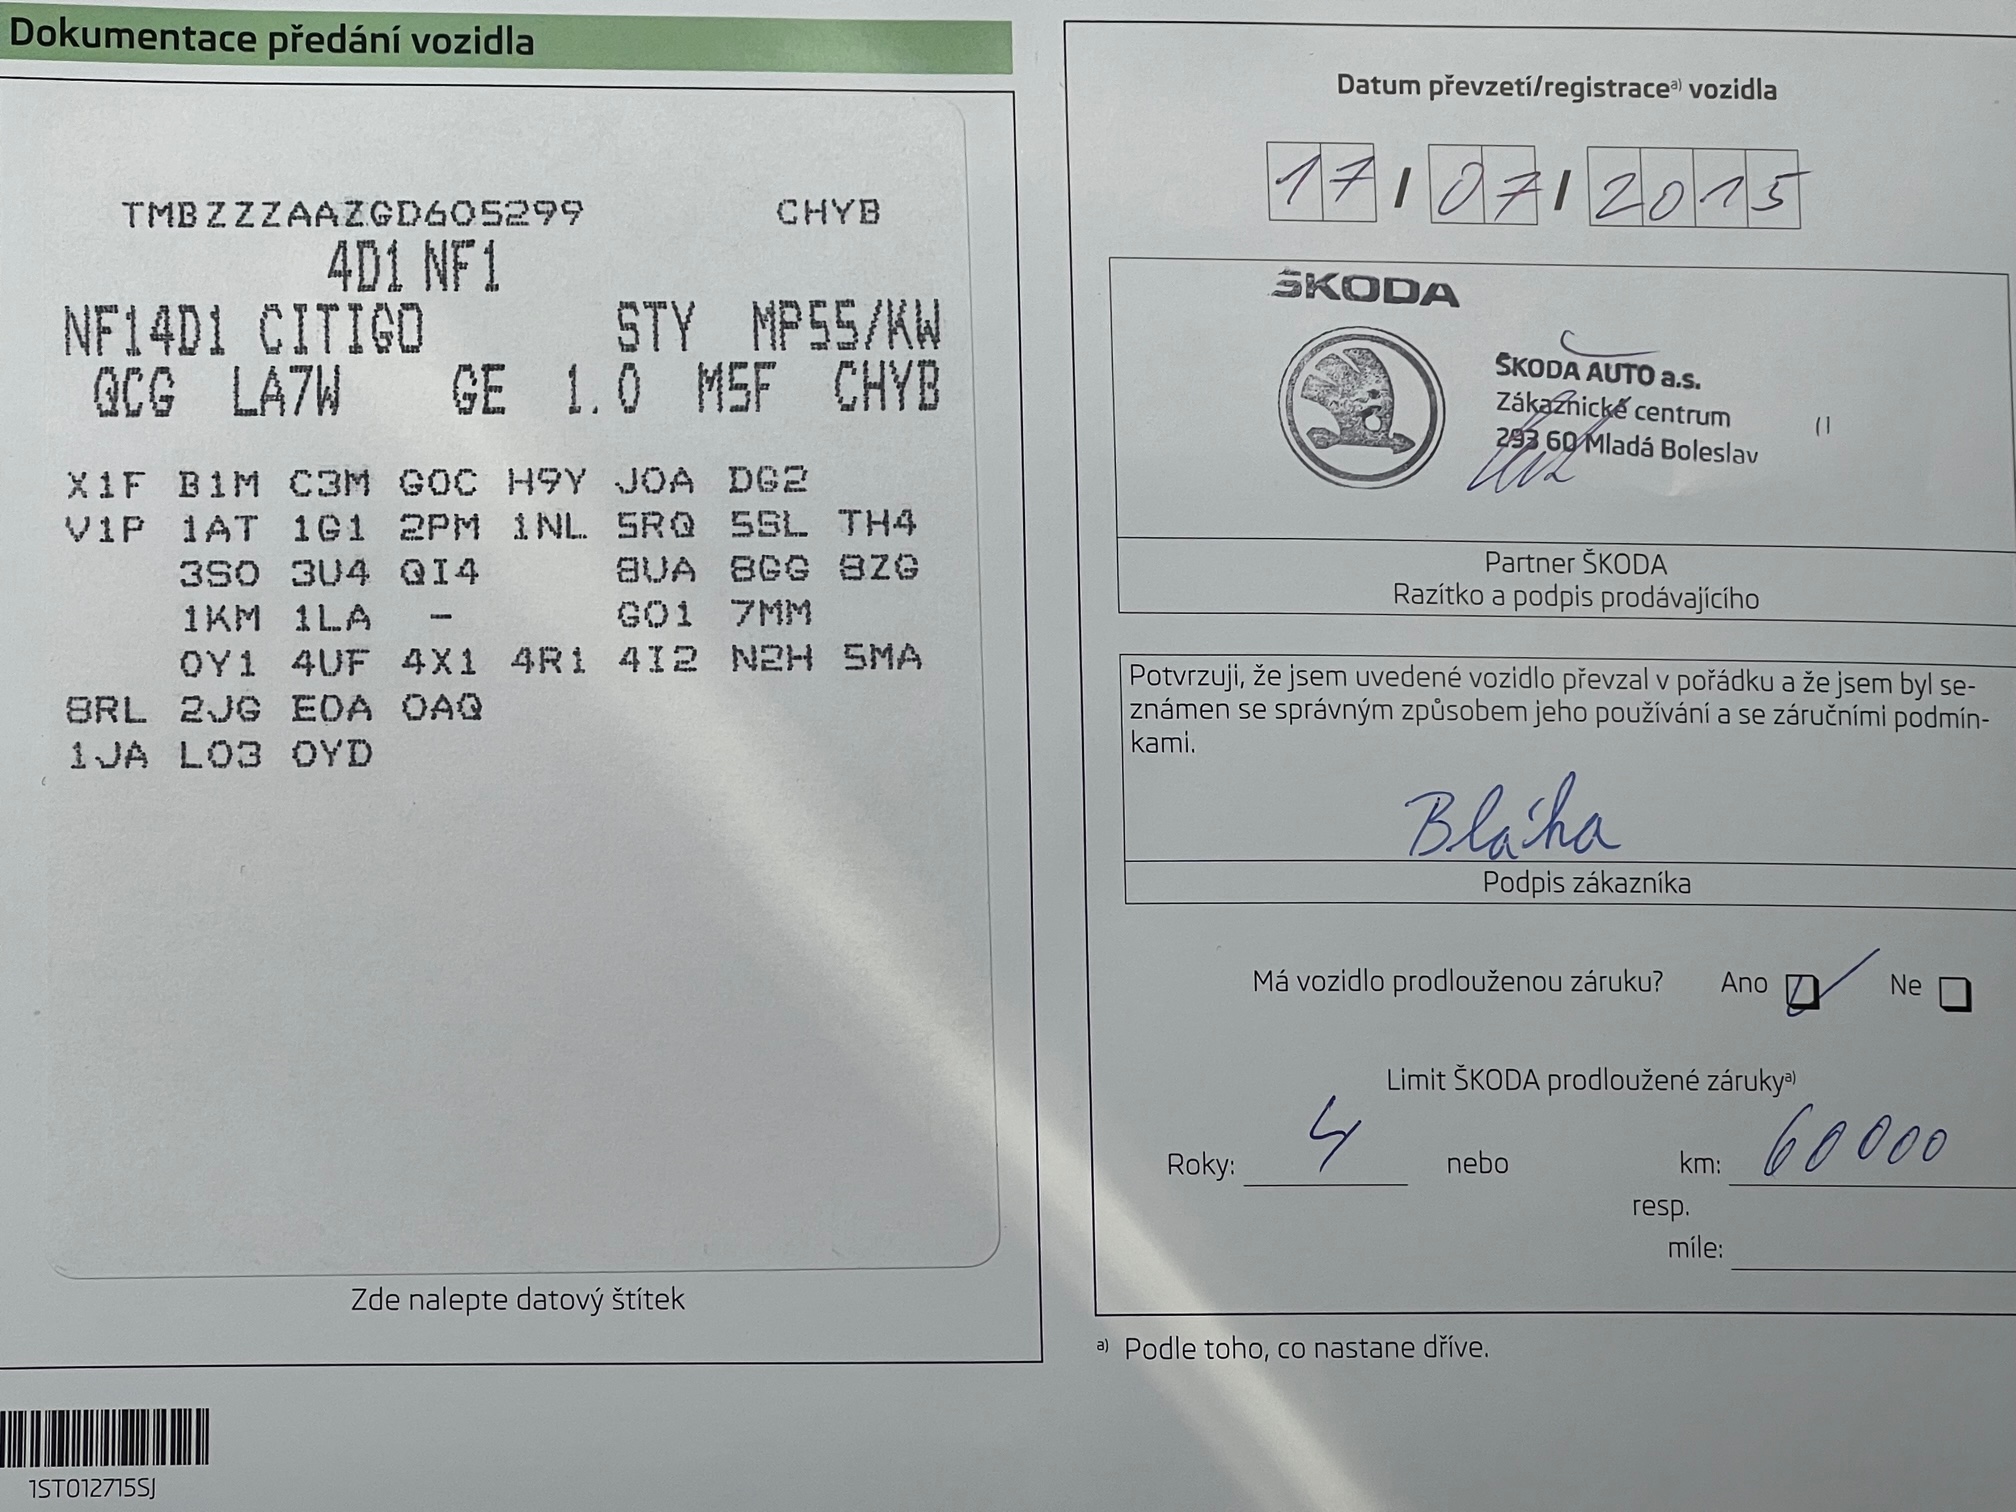 Dokumentace předání vozidla
TMBZZZAAZGD605299 CHYB
4D1 NF1
NF14D1 CITIGO STY MP55/KW
QCG LA7W GE 1.0 M5F CHYB
X1F B1M C3M G0C H9Y J0A DG2
V1P 1AT 1G1 2PM 1NL 5RQ 5SL TH4
3S0 3U4 QI4 8UA 8GG 8ZG
1KM 1LA - G01 7MM
0Y1 4UF 4X1 4R1 4I2 N2H 5MA
8RL 2JG E0A 0AQ
1JA L03 0YD
Zde nalepte datový štítek
1ST012715SJ
Datum převzetí/registrace a) vozidla
17/07/2015
ŠKODA
ŠKODA AUTO a.s.
Zákaznické centrum
293 60 Mladá Boleslav
Partner ŠKODA
Razítko a podpis prodávajícího
Potvrzuji, že jsem uvedené vozidlo převzal v pořádku a že jsem byl se-
známen se správným způsobem jeho používání a se záručními podmín-
kami.
Bláha
Podpis zákazníka
Má vozidlo prodlouženou záruku? Ano Ne
Limit ŠKODA prodloužené záruky a)
Roky: 4 nebo km: 60000
resp.
míle:
a) Podle toho, co nastane dříve.